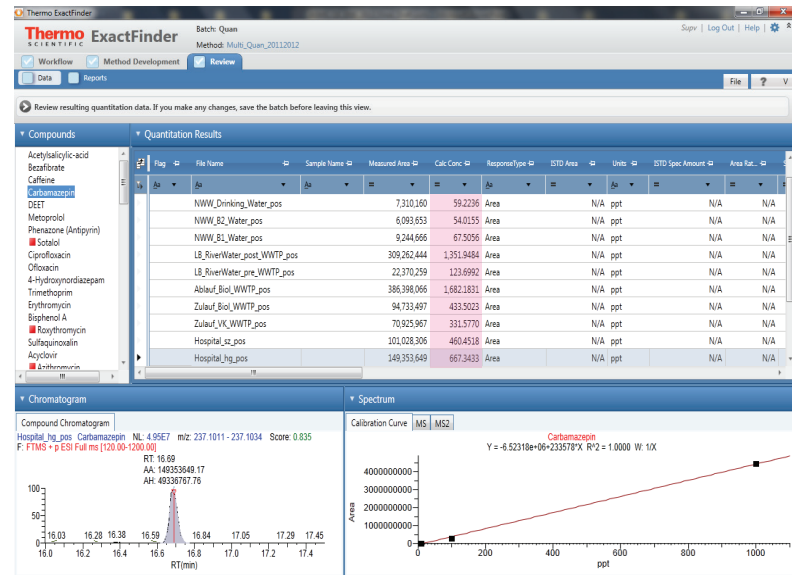 Thermo ExactFinder
Thermo SCIENTIFIC ExactFinder
Batch: Quan
Method: Multi_Quan_20112012
Supv | Log Out | Help |
Workflow Method Development Review
Data Reports
File ? V
Review resulting quantitation data. If you make any changes, save the batch before leaving this view.
Compounds
Acetylsalicylic-acid
Bezafibrate
Caffeine
Carbamazepin
DEET
Metoprolol
Phenazone (Antipyrin)
Sotalol
Ciprofloxacin
Ofloxacin
4-Hydroxynordiazepam
Trimethoprim
Erythromycin
Bisphenol A
Roxythromycin
Sulfaquinoxalin
Acyclovir
Azithromycin
Quantitation Results
Flag File Name Sample Name Measured Area Calc Conc ResponseType ISTD Area Units ISTD Spec Amount Area Rat...
Aa Aa Aa = = Aa = Aa = =
NWW_Drinking_Water_pos 7,310,160 59.2236 Area N/A ppt N/A N/A
NWW_B2_Water_pos 6,093,653 54.0155 Area N/A ppt N/A N/A
NWW_B1_Water_pos 9,244,666 67.5056 Area N/A ppt N/A N/A
LB_RiverWater_post_WWTP_pos 309,262,444 1,351.9484 Area N/A ppt N/A N/A
LB_RiverWater_pre_WWTP_pos 22,370,259 123.6992 Area N/A ppt N/A N/A
Ablauf_Biol_WWTP_pos 386,398,066 1,682.1831 Area N/A ppt N/A N/A
Zulauf_Biol_WWTP_pos 94,733,497 433.5023 Area N/A ppt N/A N/A
Zulauf_VK_WWTP_pos 70,925,967 331.5770 Area N/A ppt N/A N/A
Hospital_sz_pos 101,028,306 460.4518 Area N/A ppt N/A N/A
Hospital_hg_pos 149,353,649 667.3433 Area N/A ppt N/A N/A
Chromatogram
Compound Chromatogram
Hospital_hg_pos Carbamazepin NL: 4.95E7 m/z: 237.1011 - 237.1034 Score: 0.835
F: FTMS + p ESI Full ms [120.00-1200.00]
RT: 16.69
AA: 149353649.17
AH: 49336767.76
100
50
0
16.03 16.28 16.38 16.59 16.84 17.05 17.29 17.45
16.0 16.2 16.4 16.6 16.8 17.0 17.2 17.4
RT(min)
Spectrum
Calibration Curve MS MS2
Carbamazepin
Y = -6.52318e+06+233578*X R^2 = 1.0000 W: 1/X
Area
4000000000
3000000000
2000000000
1000000000
0
0 200 400 600 800 1000
ppt